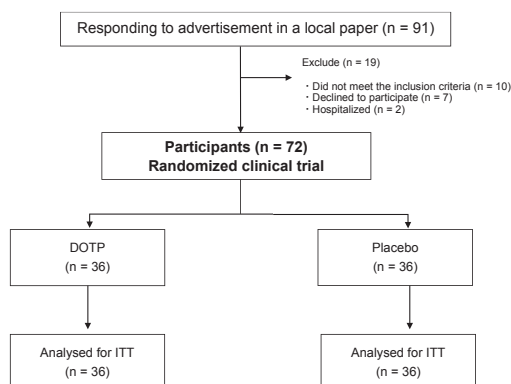 Responding to advertisement in a local paper (n = 91)
Exclude (n = 19)
・Did not meet the inclusion criteria (n = 10)
・Declined to participate (n = 7)
・Hospitalized (n = 2)
Participants (n = 72)
Randomized clinical trial
DOTP
(n = 36)
Placebo
(n = 36)
Analysed for ITT
(n = 36)
Analysed for ITT
(n = 36)